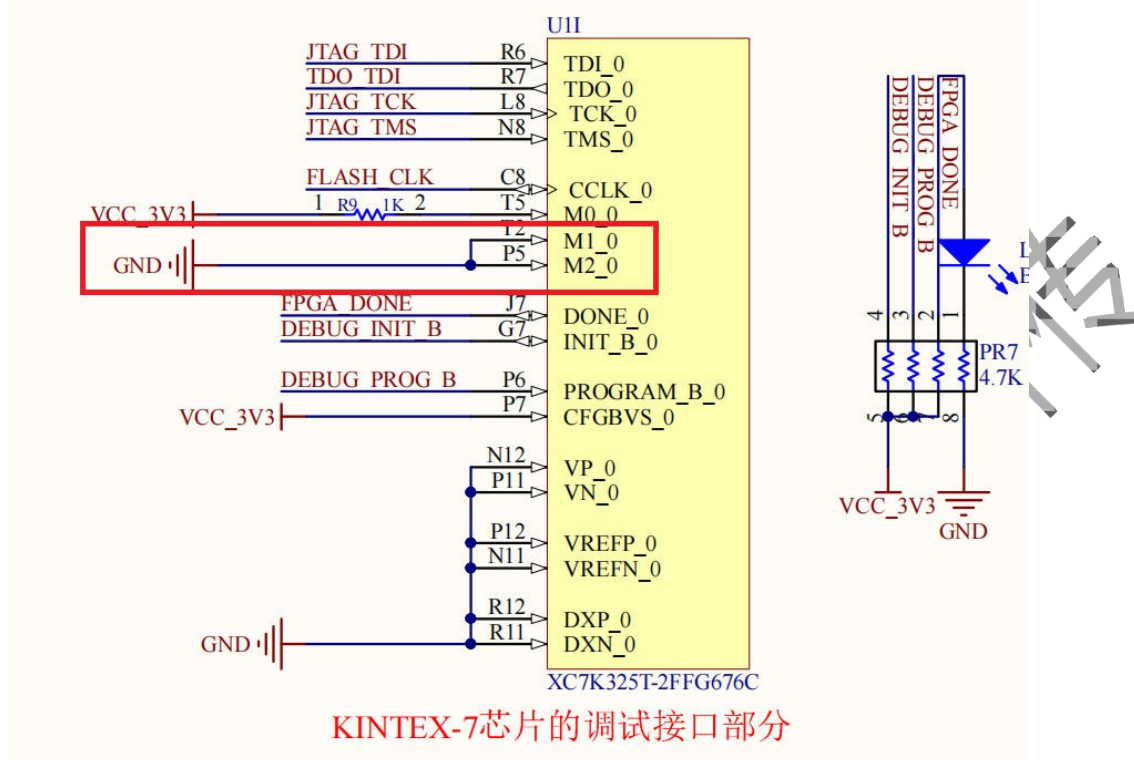 U1I
JTAG_TDI R6 TDI_0
TDO_TDI R7 TDO_0
JTAG_TCK L8 TCK_0
JTAG_TMS N8 TMS_0
FLASH_CLK C8 CCLK_0
VCC_3V3 1 R9 1K 2 T5 M0_0
T2 M1_0
GND P5 M2_0
FPGA_DONE J7 DONE_0
DEBUG_INIT_B G7 INIT_B_0
DEBUG_PROG_B P6 PROGRAM_B_0
VCC_3V3 P7 CFGBVS_0
N12 VP_0
P11 VN_0
P12 VREFP_0
N11 VREFN_0
R12 DXP_0
GND R11 DXN_0
XC7K325T-2FFG676C
DEBUG_INIT_B
DEBUG_PROG_B
FPGA_DONE
4 3 2 1
PR7
4.7K
5 6 7 8
VCC_3V3
GND
KINTEX-7芯片的调试接口部分
传